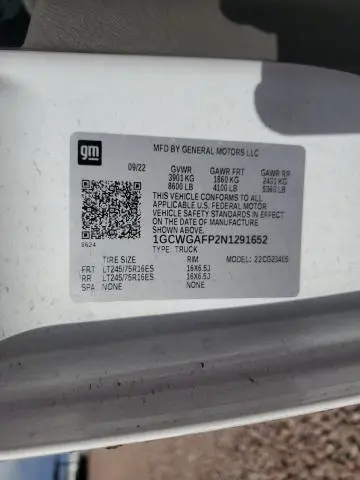 gm
MFD BY GENERAL MOTORS LLC
09/22 GVWR GAWR FRT GAWR RR
3901 KG 1860 KG 2431 KG
8600 LB 4100 LB 5360 LB
THIS VEHICLE CONFORMS TO ALL
APPLICABLE U.S. FEDERAL MOTOR
VEHICLE SAFETY STANDARDS IN EFFECT
ON THE DATE OF MANUFACTURE SHOWN ABOVE.
1GCWGAFP2N1291652
TYPE: TRUCK
2624
TIRE SIZE RIM MODEL:
FRT LT245/75R16ES 16X6.5J
RR LT245/75R16ES 16X6.5J
SPA NONE NONE